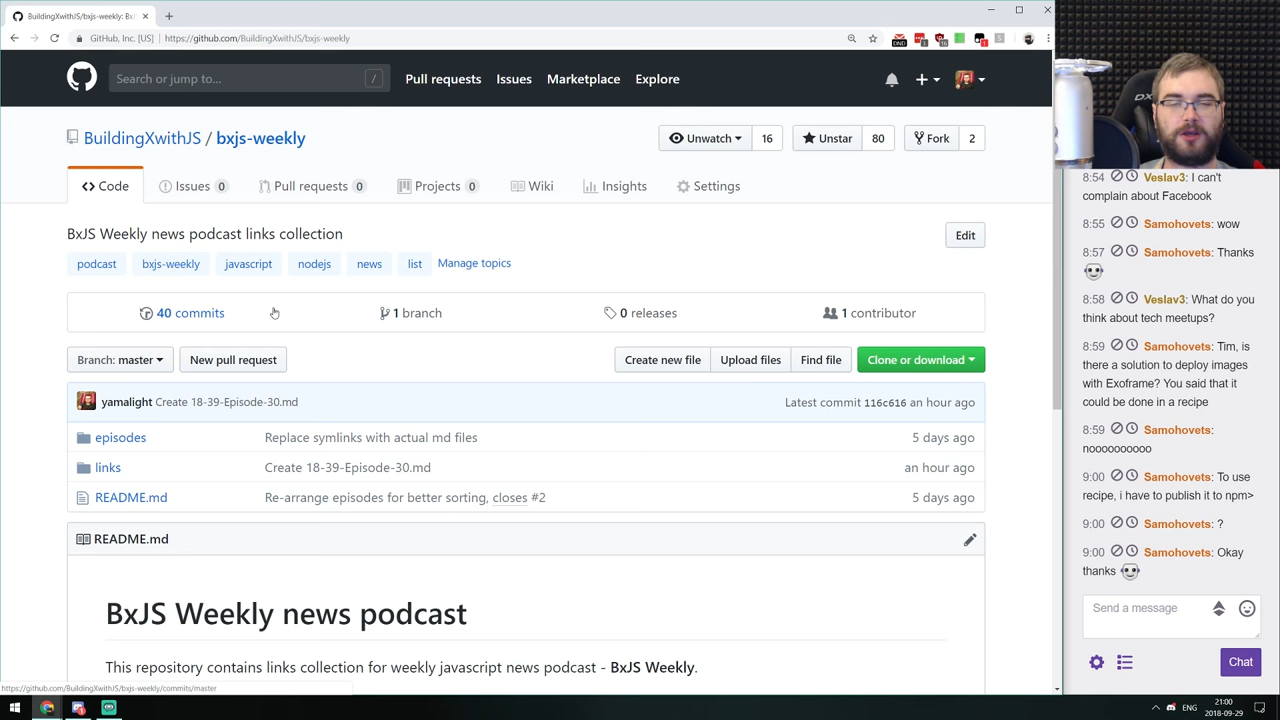 BuildingXwithJS/bxjs-weekly: BxJ
GitHub, Inc. [US] https://github.com/BuildingXwithJS/bxjs-weekly
Search or jump to... /
Pull requests Issues Marketplace Explore
BuildingXwithJS / bxjs-weekly
Unwatch 16 Unstar 80 Fork 2
Code Issues 0 Pull requests 0 Projects 0 Wiki Insights Settings
BxJS Weekly news podcast links collection
Edit
podcast bxjs-weekly javascript nodejs news list Manage topics
40 commits 1 branch 0 releases 1 contributor
Branch: master New pull request Create new file Upload files Find file Clone or download
yamalight Create 18-39-Episode-30.md Latest commit 116c616 an hour ago
episodes Replace symlinks with actual md files 5 days ago
links Create 18-39-Episode-30.md an hour ago
README.md Re-arrange episodes for better sorting, closes #2 5 days ago
README.md
BxJS Weekly news podcast
This repository contains links collection for weekly javascript news podcast - BxJS Weekly.
https://github.com/BuildingXwithJS/bxjs-weekly/commits/master
DX
8:54 Veslav3: I can't
complain about Facebook
8:55 Samohovets: wow
8:57 Samohovets: Thanks
8:58 Veslav3: What do you
think about tech meetups?
8:59 Samohovets: Tim, is
there a solution to deploy images
with Exoframe? You said that it
could be done in a recipe
8:59 Samohovets:
noooooooooo
9:00 Samohovets: To use
recipe, i have to publish it to npm>
9:00 Samohovets: ?
9:00 Samohovets: Okay
thanks
Send a message
Chat
ENG
21:00
2018-09-29